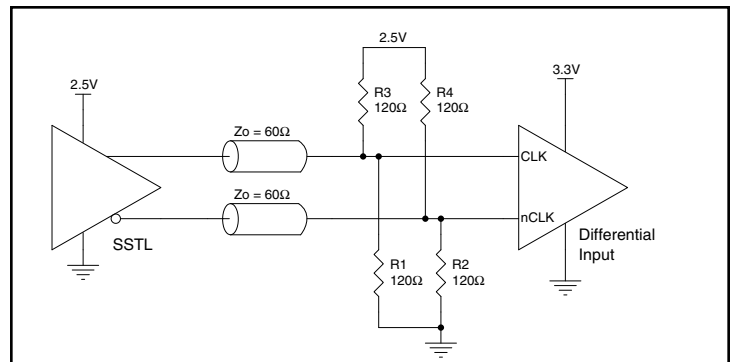 2.5V
2.5V
3.3V
R3
120Ω
R4
120Ω
Zo = 60Ω
CLK
Zo = 60Ω
nCLK
SSTL
Differential
Input
R1
120Ω
R2
120Ω